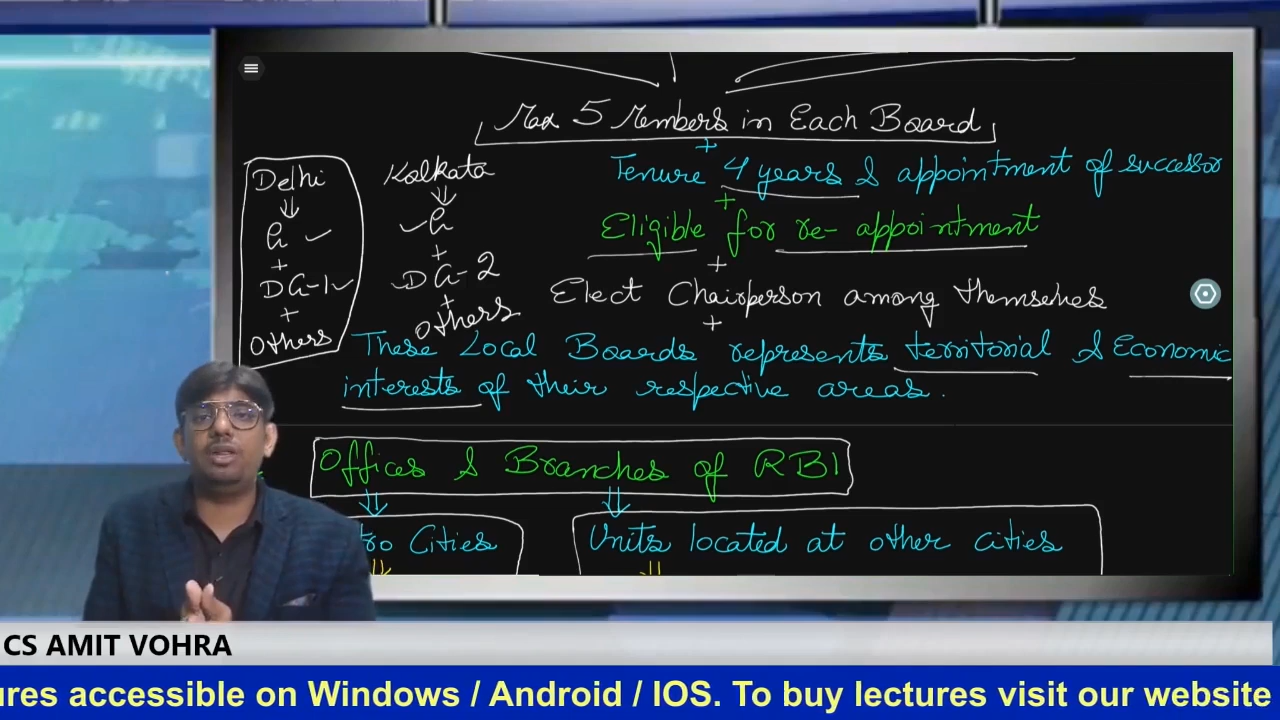 Max 5 Members in Each Board
+
Tenure 4 years & appointment of successor
+
Eligible for re-appointment
+
Elect Chairperson among themselves
+
Delhi
G
+
DG-1
+
Others
Kolkata
G
+
DG-2
+
Others
These Local Boards represents territorial & Economic
interests of their respective areas.
Offices & Branches of RBI
Cities
Units located at other cities
CS AMIT VOHRA
ures accessible on Windows / Android / IOS. To buy lectures visit our website